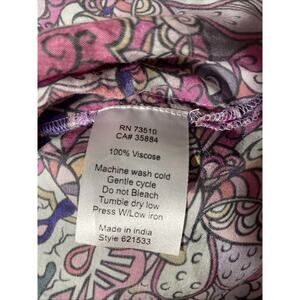 RN 73510
CA# 35884
100% Viscose
Machine wash cold
Gentle cycle
Do not Bleach
Tumble dry low
Press W/Low iron
Made in india
Style 621533